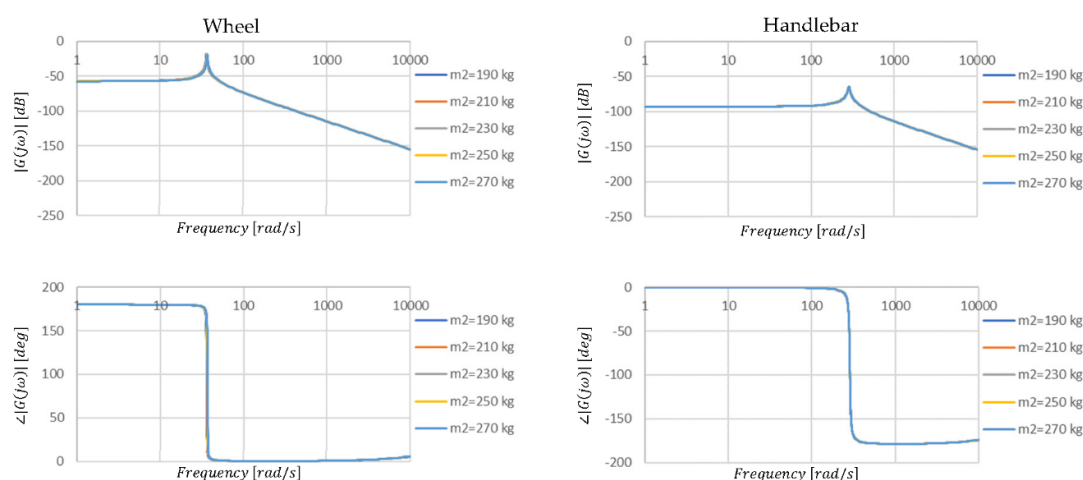 Wheel
0
-50
-100
-150
-200
-250
1 10 100 1000 10000
|G(jω)| [dB]
Frequency [rad/s]
m2=190 kg
m2=210 kg
m2=230 kg
m2=250 kg
m2=270 kg
Handlebar
0
-50
-100
-150
-200
-250
1 10 100 1000 10000
|G(jω)| [dB]
Frequency [rad/s]
m2=190 kg
m2=210 kg
m2=230 kg
m2=250 kg
m2=270 kg
200
150
100
50
0
1 10 100 1000 10000
∠|G(jω)| [deg]
Frequency [rad/s]
m2=190 kg
m2=210 kg
m2=230 kg
m2=250 kg
m2=270 kg
0
-50
-100
-150
-200
1 10 100 1000 10000
∠|G(jω)| [deg]
Frequency [rad/s]
m2=190 kg
m2=210 kg
m2=230 kg
m2=250 kg
m2=270 kg